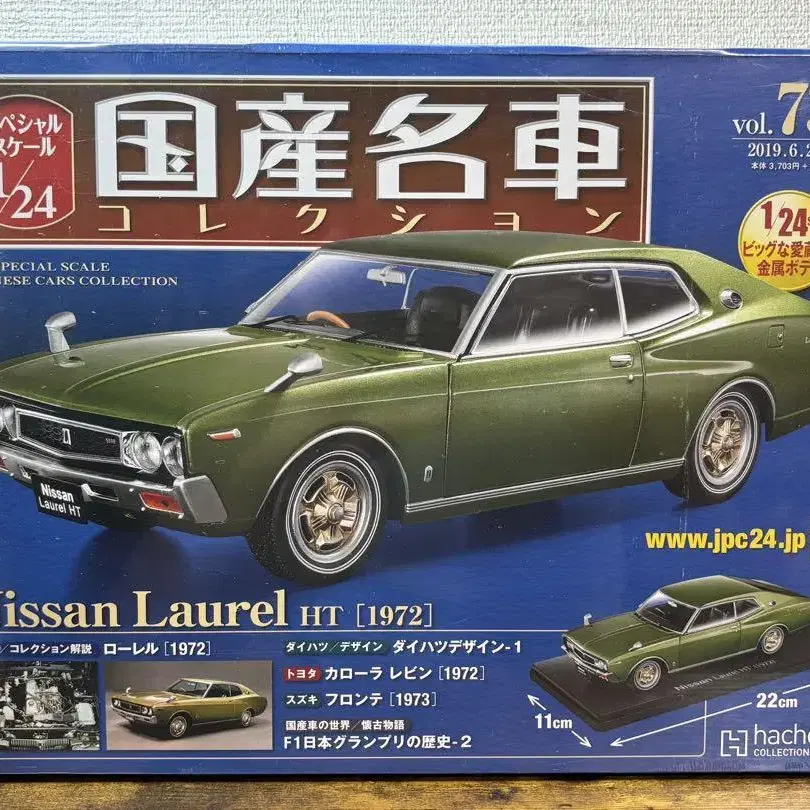 ペシャル
スケール
1/24
国産名車
コレクション
vol.7
2019.6.2
本体 3,703円+
SPECIAL SCALE
NESE CARS COLLECTION
1/24
ビッグな愛
金属ボデ
Nissan
Laurel HT
www.jpc24.jp
Nissan Laurel HT [1972]
/コレクション解説 ローレル [1972]
ダイハツ/デザイン ダイハツデザイン-1
トヨタ カローラ レビン [1972]
スズキ フロンテ [1973]
国産車の世界/懐古物語
F1日本グランプリの歴史-2
Nissan Laurel HT (1972)
11cm
22cm
hache
COLLECTION